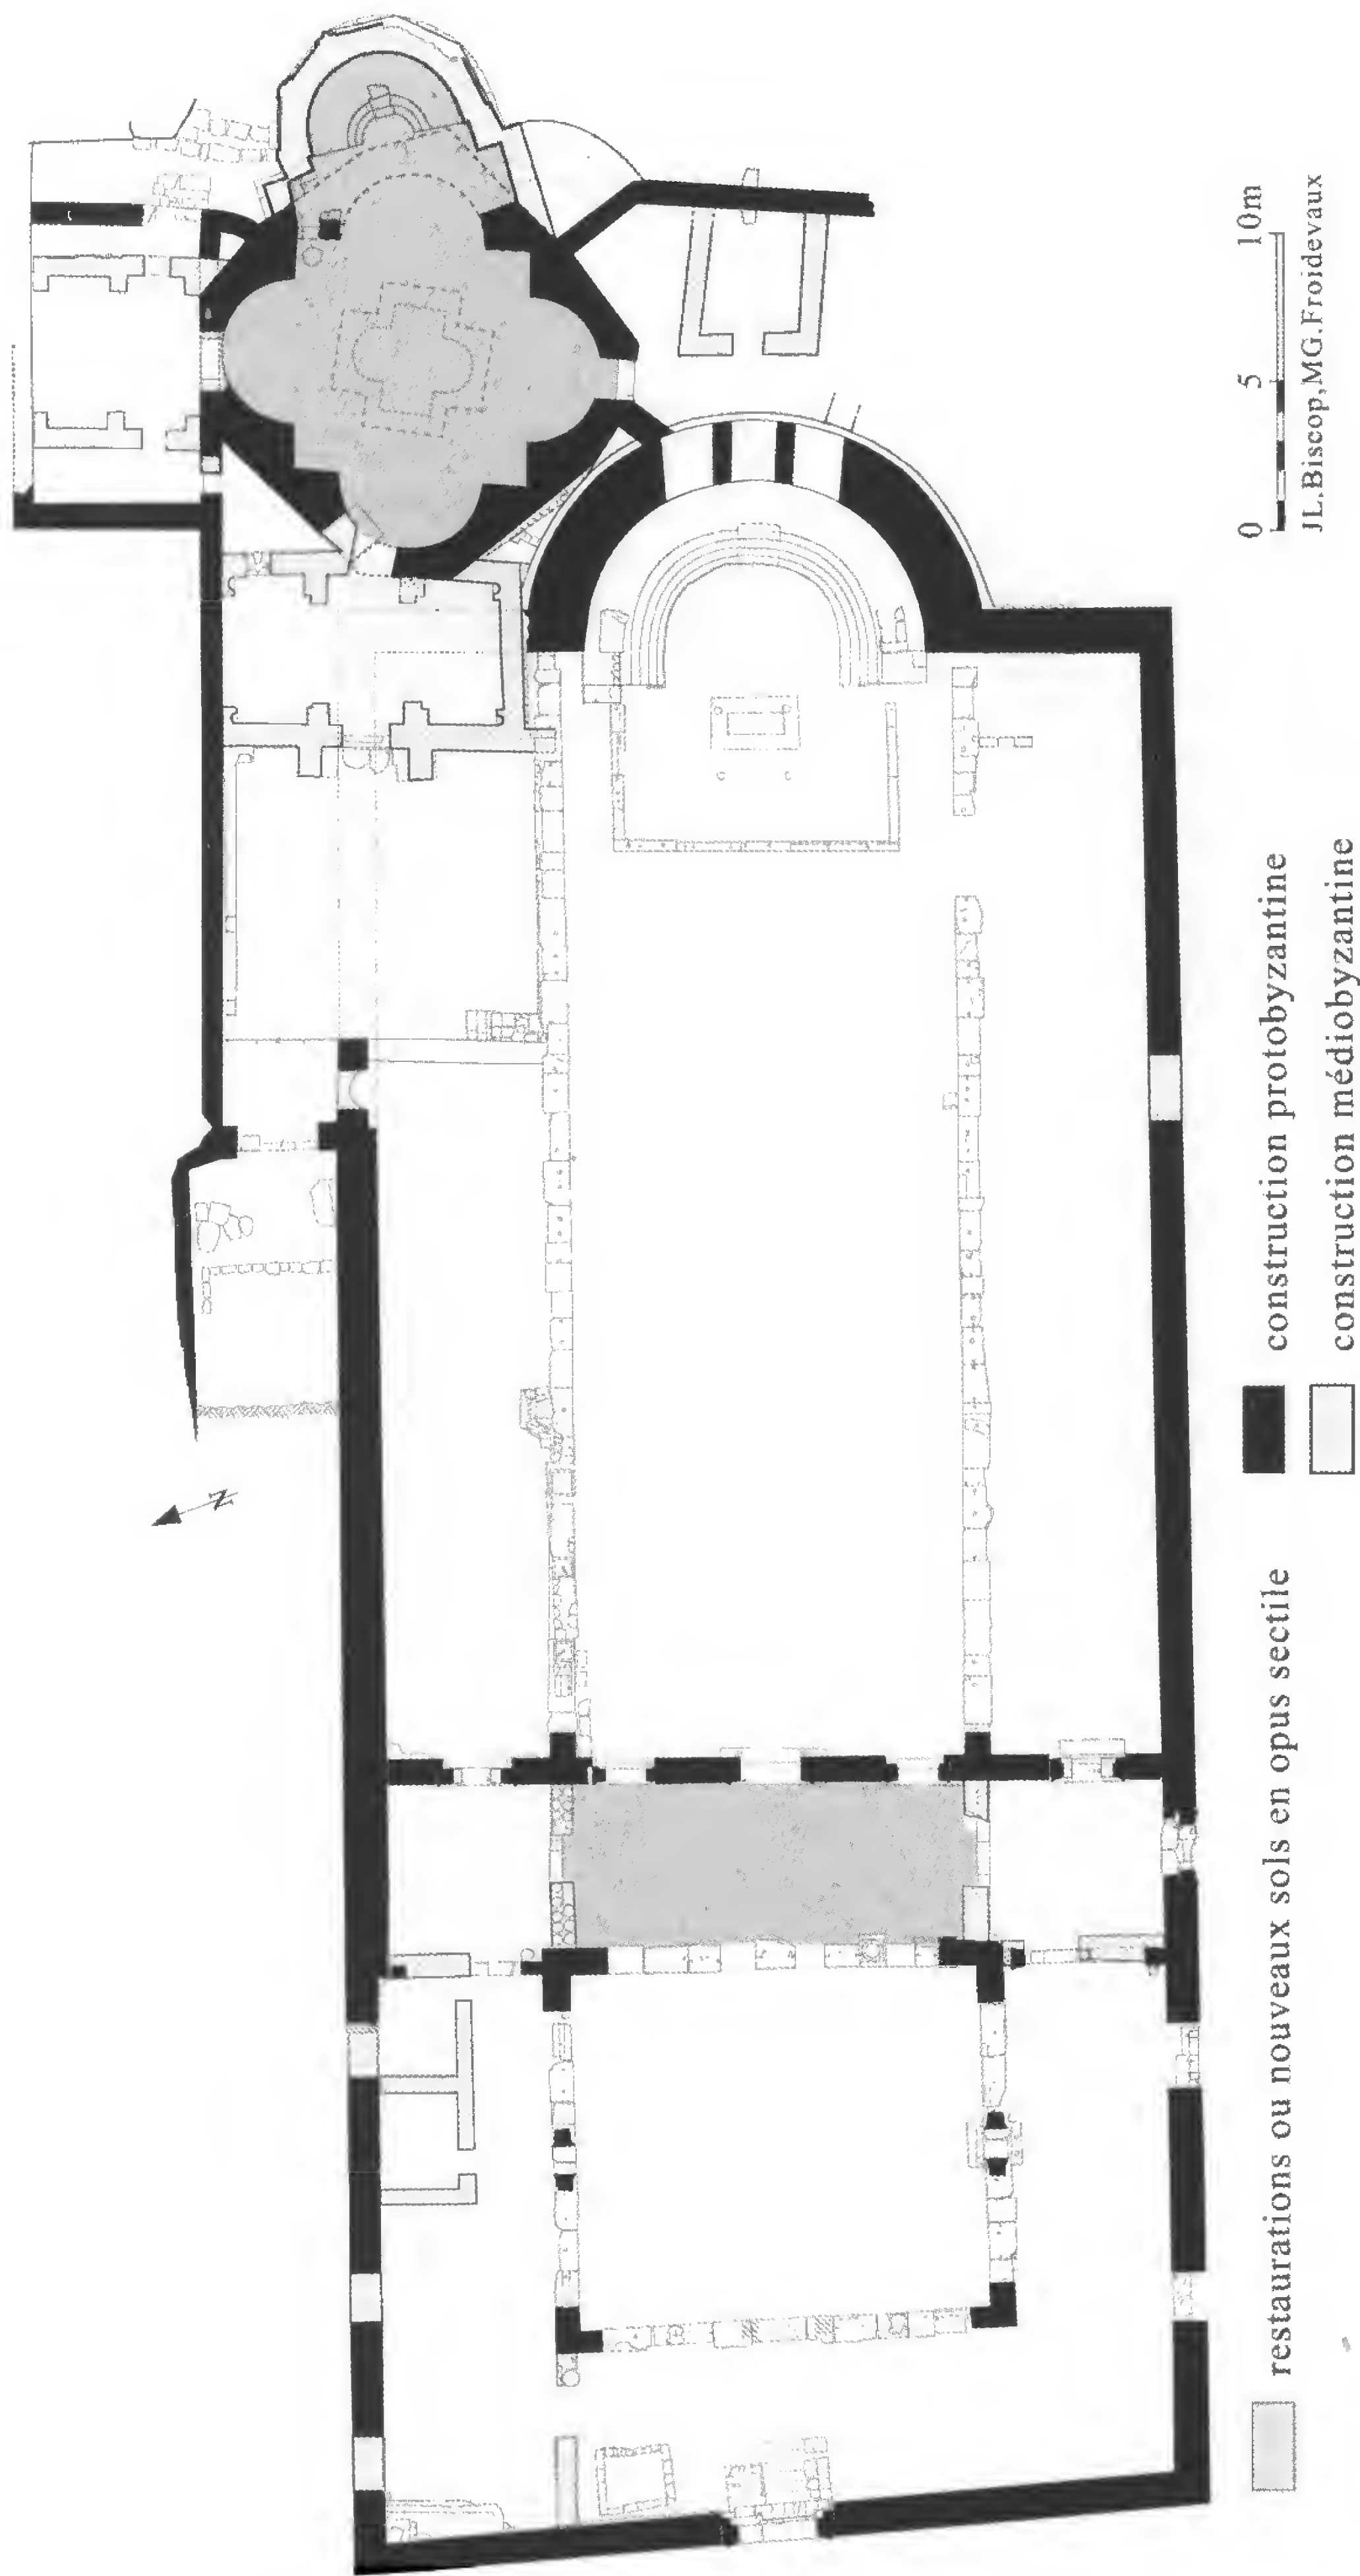 N
0 5 10m
JL.Biscop,MG.Froidevaux
construction protobyzantine
construction médiobyzantine
restaurations ou nouveaux sols en opus sectile